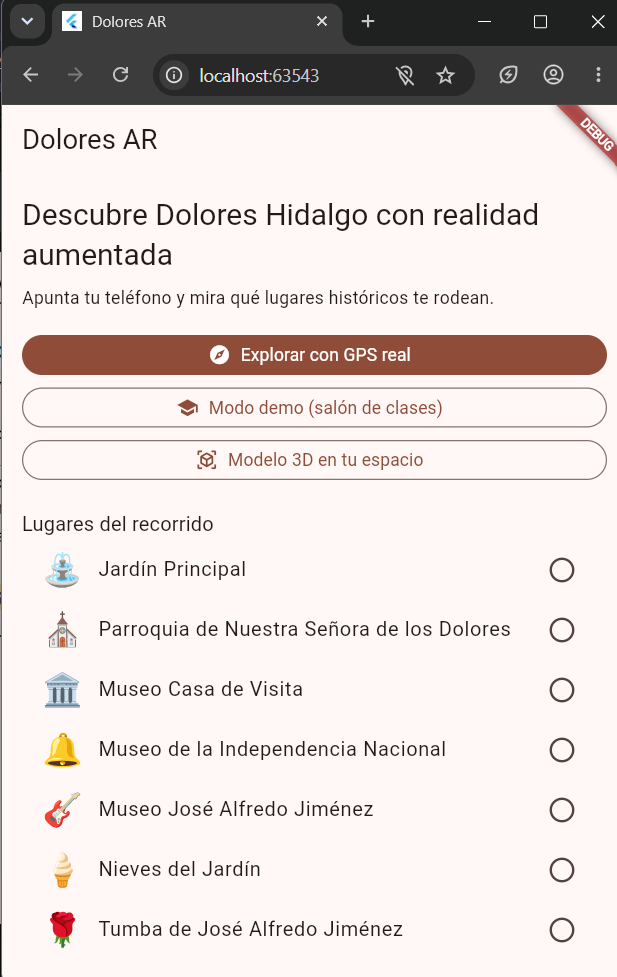 Dolores AR
localhost:63543
DEBUG
Dolores AR
Descubre Dolores Hidalgo con realidad
aumentada
Apunta tu teléfono y mira qué lugares históricos te rodean.
Explorar con GPS real
Modo demo (salón de clases)
Modelo 3D en tu espacio
Lugares del recorrido
Jardín Principal
Parroquia de Nuestra Señora de los Dolores
Museo Casa de Visita
Museo de la Independencia Nacional
Museo José Alfredo Jiménez
Nieves del Jardín
Tumba de José Alfredo Jiménez